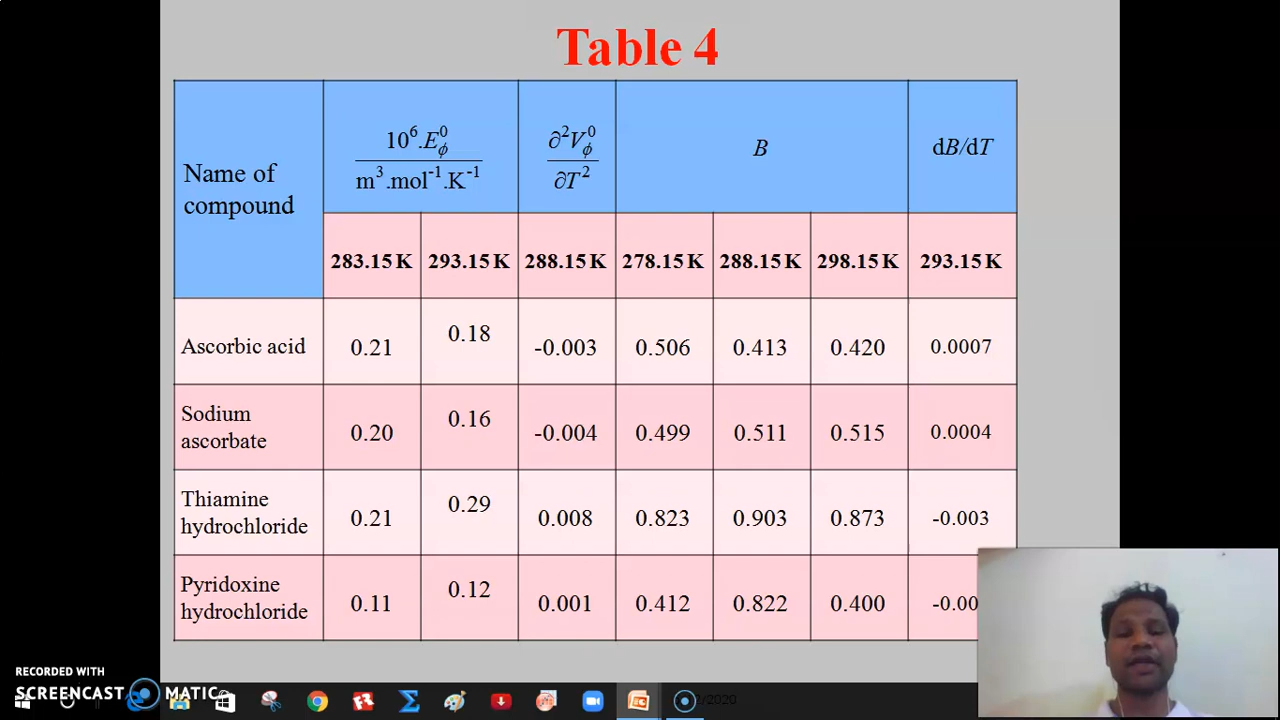 Table 4
Name of
compound
10⁶.E⁰ϕ
m³.mol⁻¹.K⁻¹
∂²V⁰ϕ
∂T²
B
dB/dT
283.15 K 293.15 K 288.15 K 278.15 K 288.15 K 298.15 K 293.15 K
Ascorbic acid 0.21 0.18 -0.003 0.506 0.413 0.420 0.0007
Sodium
ascorbate 0.20 0.16 -0.004 0.499 0.511 0.515 0.0004
Thiamine
hydrochloride 0.21 0.29 0.008 0.823 0.903 0.873 -0.003
Pyridoxine
hydrochloride 0.11 0.12 0.001 0.412 0.822 0.400 -0.00
RECORDED WITH
SCREENCAST MATIC
/2020